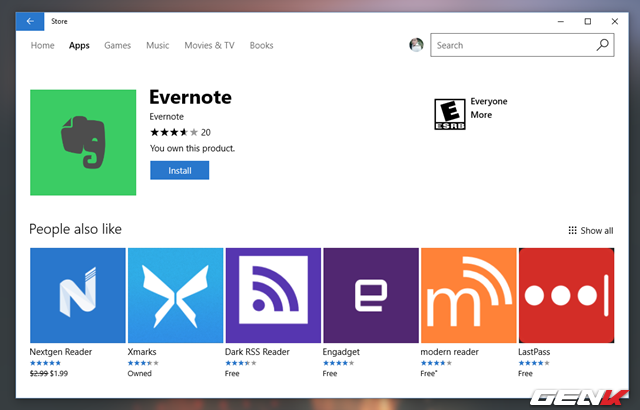 Store
Home Apps Games Music Movies & TV Books
Search
Evernote
Evernote
20
You own this product.
Install
E
ESRB
Everyone
More
People also like
Show all
Nextgen Reader
$2.99 $1.99
Xmarks
Owned
Dark RSS Reader
Free
e
Engadget
Free
m
modern reader
Free*
LastPass
Free
GENK